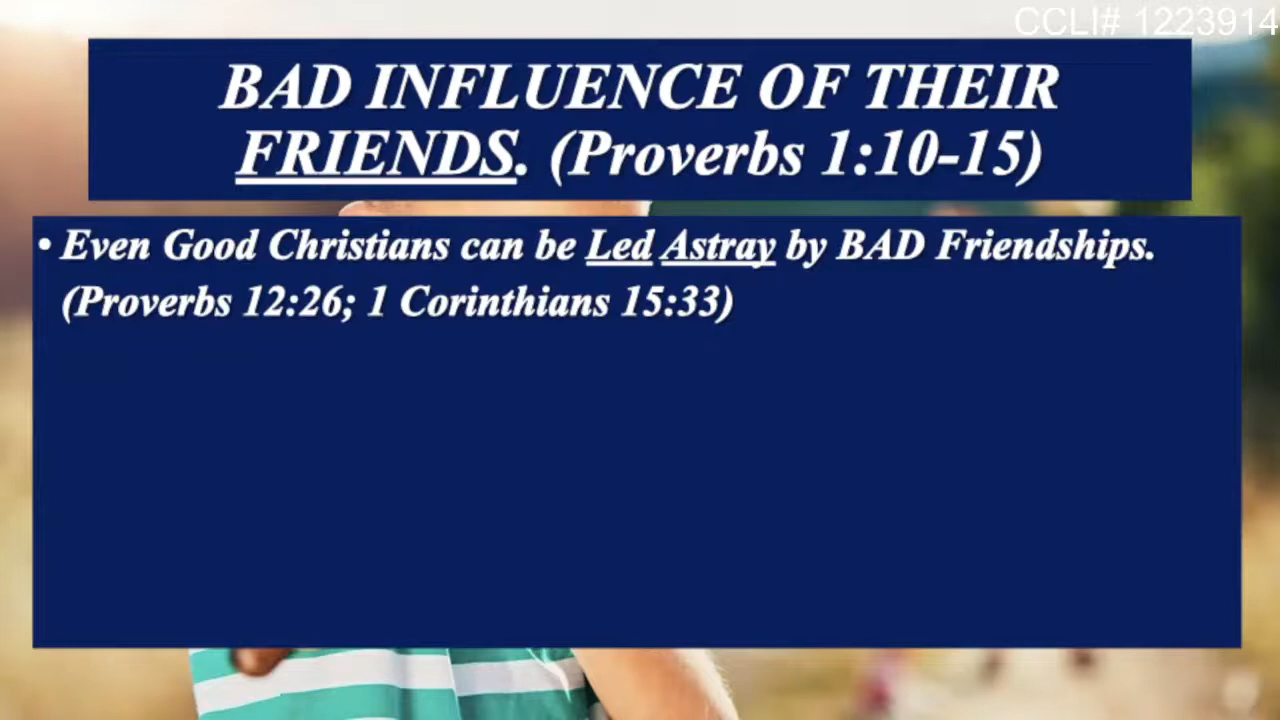 CCLI# 1223914
BAD INFLUENCE OF THEIR
FRIENDS. (Proverbs 1:10-15)
• Even Good Christians can be Led Astray by BAD Friendships.
(Proverbs 12:26; 1 Corinthians 15:33)